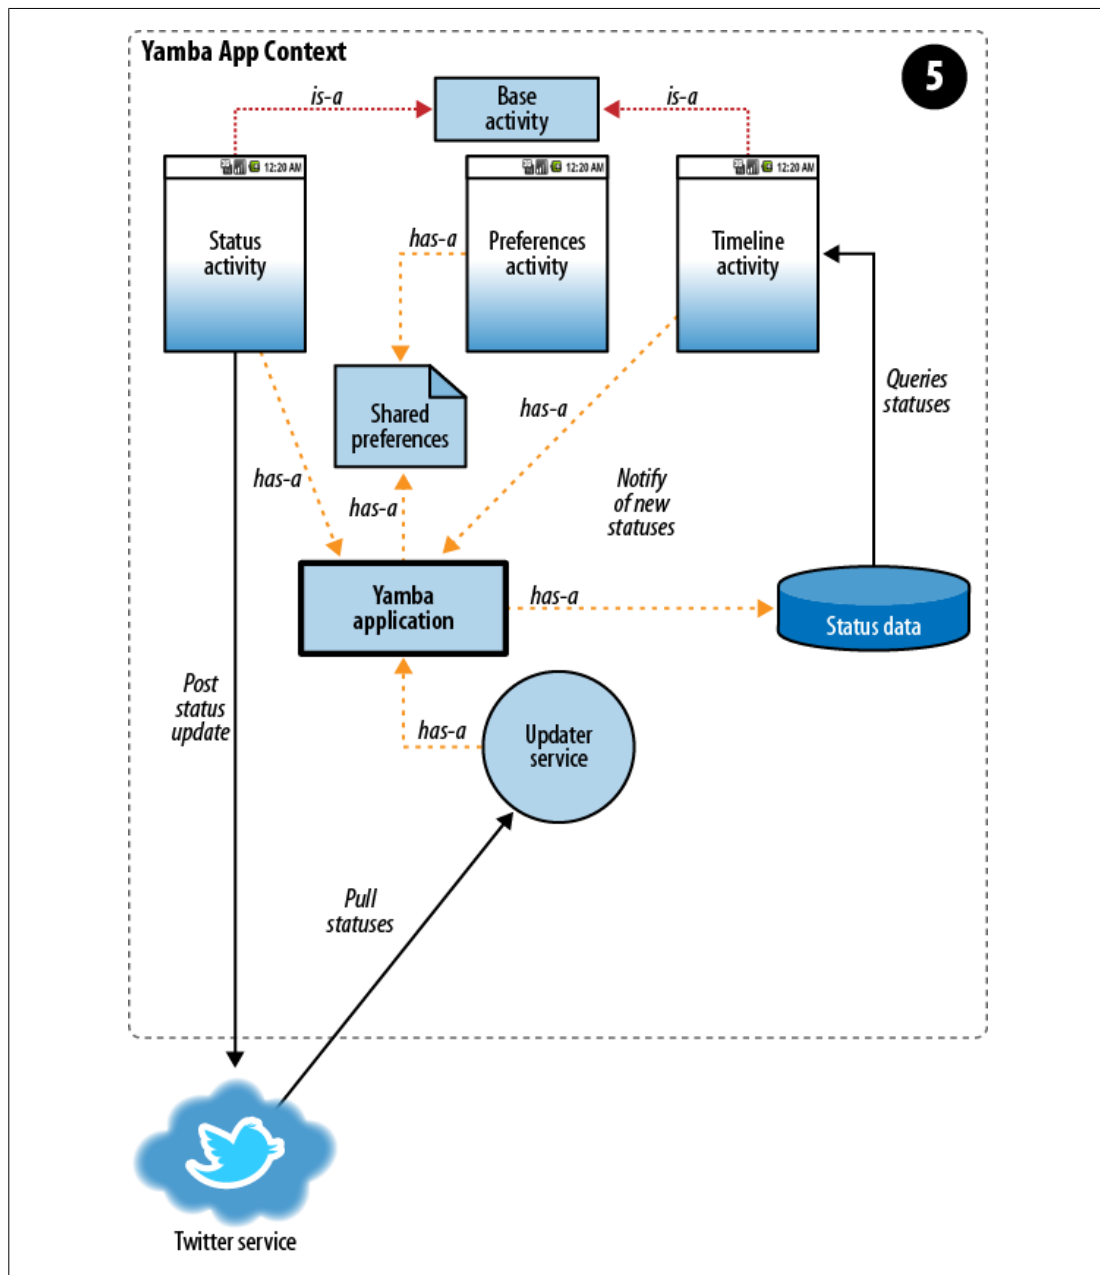 Yamba App Context
5
is-a
Base
activity
is-a
12:20 AM
12:20 AM
12:20 AM
Status
activity
has-a
Preferences
activity
Timeline
activity
Queries
statuses
Shared
preferences
has-a
has-a
has-a
Notify
of new
statuses
Yamba
application
has-a
Status data
Post
status
update
has-a
Updater
service
Pull
statuses
Twitter service